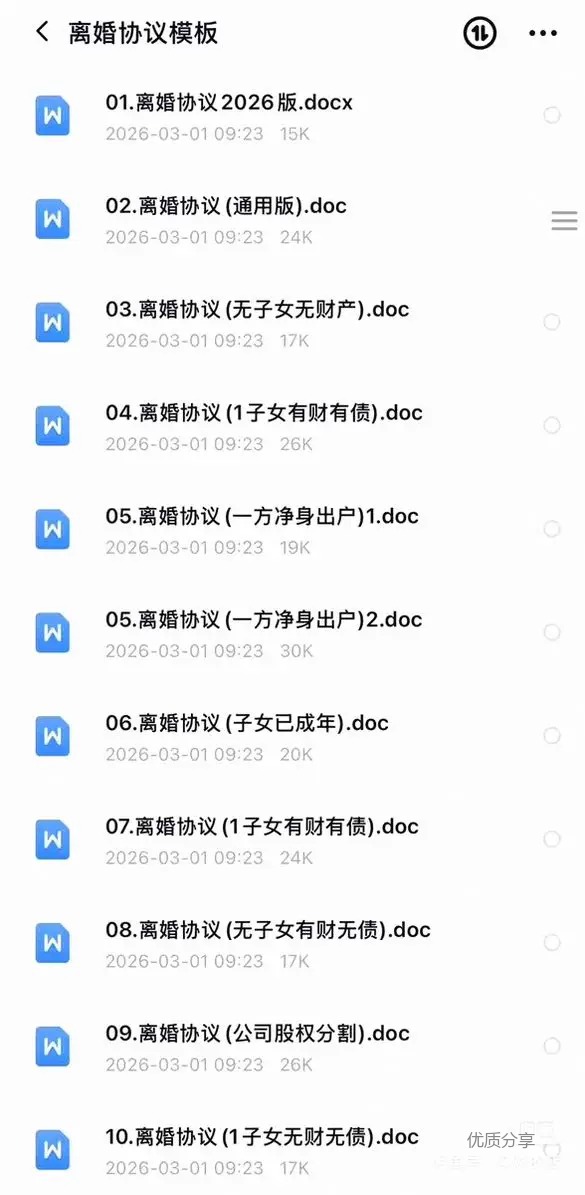 离婚协议模板
01.离婚协议2026版.docx
2026-03-01 09:23 15K
02.离婚协议(通用版).doc
2026-03-01 09:23 24K
03.离婚协议(无子女无财产).doc
2026-03-01 09:23 17K
04.离婚协议(1子女有财有债).doc
2026-03-01 09:23 26K
05.离婚协议(一方净身出户)1.doc
2026-03-01 09:23 19K
05.离婚协议(一方净身出户)2.doc
2026-03-01 09:23 30K
06.离婚协议(子女已成年).doc
2026-03-01 09:23 20K
07.离婚协议(1子女有财有债).doc
2026-03-01 09:23 24K
08.离婚协议(无子女有财无债).doc
2026-03-01 09:23 17K
09.离婚协议(公司股权分割).doc
2026-03-01 09:23 26K
10.离婚协议(1子女无财无债).doc
优质分享
2026-03-01 09:23 17K